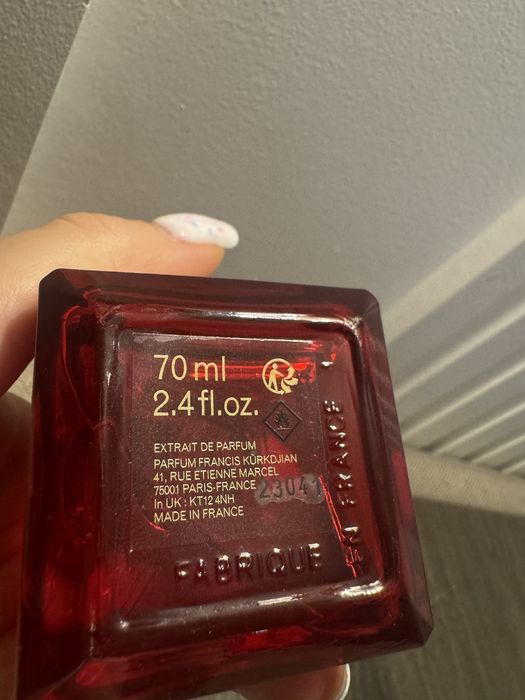 70 ml
2.4 fl.oz.
EXTRAIT DE PARFUM
PARFUM FRANCIS KURKDJIAN
41, RUE ETIENNE MARCEL
75001 PARIS-FRANCE
23041
In UK : KT12 4NH
MADE IN FRANCE
FABRIQUE
EN FRANCE